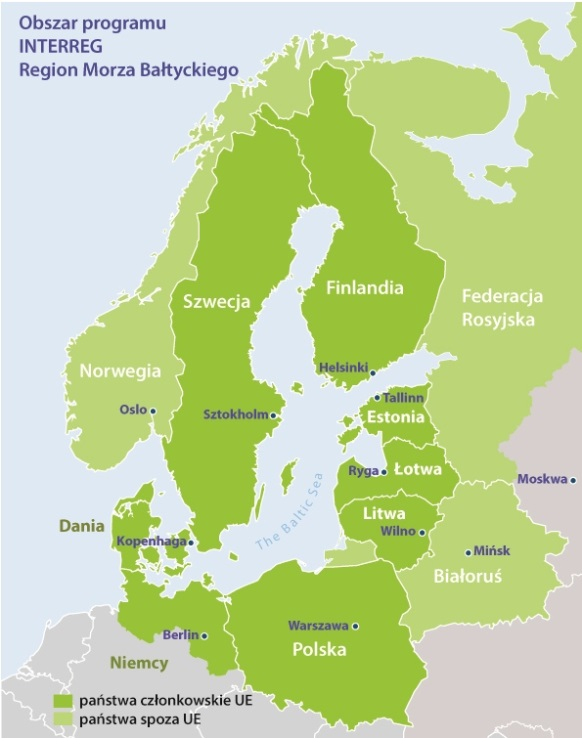 Obszar programu
INTERREG
Region Morza Bałtyckiego
Szwecja
Finlandia
Federacja
Rosyjska
Norwegia
Helsinki
Oslo
Sztokholm
Tallinn
Estonia
Ryga
Łotwa
Moskwa
The Baltic Sea
Litwa
Dania
Wilno
Kopenhaga
Mińsk
Białoruś
Warszawa
Berlin
Polska
Niemcy
państwa członkowskie UE
państwa spoza UE